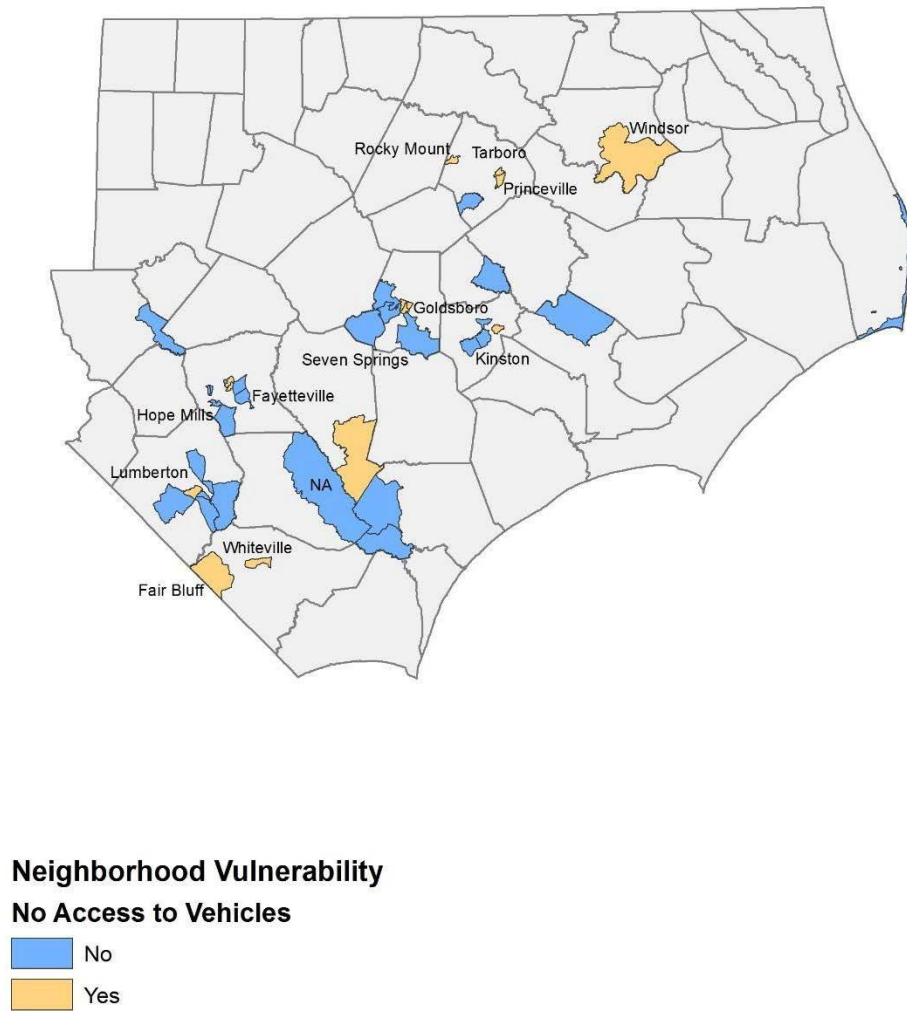 Windsor
Rocky Mount
Tarboro
Princeville
Goldsboro
Seven Springs
Kinston
Fayetteville
Hope Mills
Lumberton
NA
Whiteville
Fair Bluff
Neighborhood Vulnerability
No Access to Vehicles
No
Yes